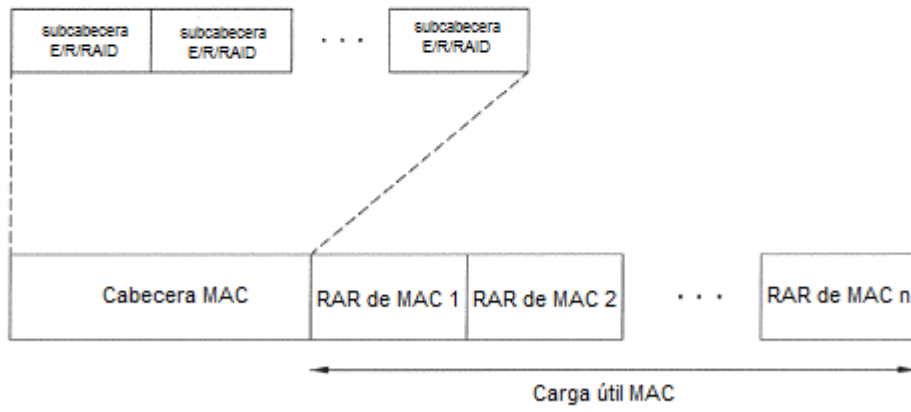 subcabecera
E/R/RAID
subcabecera
E/R/RAID
. . .
subcabecera
E/R/RAID
Cabecera MAC
RAR de MAC 1
RAR de MAC 2
. . .
RAR de MAC n
Carga útil MAC